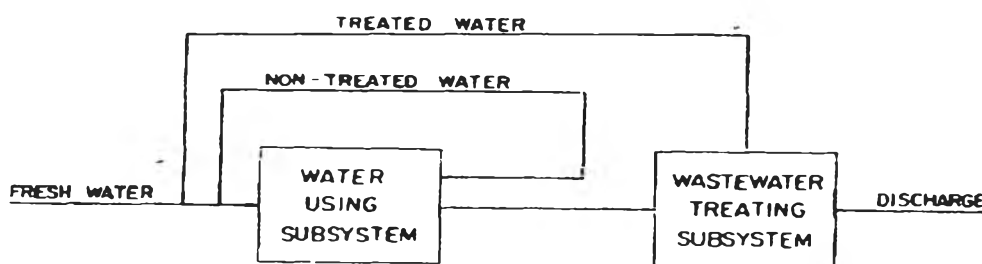 TREATED WATER
NON-TREATED WATER
FRESH WATER
WATER
USING
SUBSYSTEM
WASTEWATER
TREATING
SUBSYSTEM
DISCHARGE